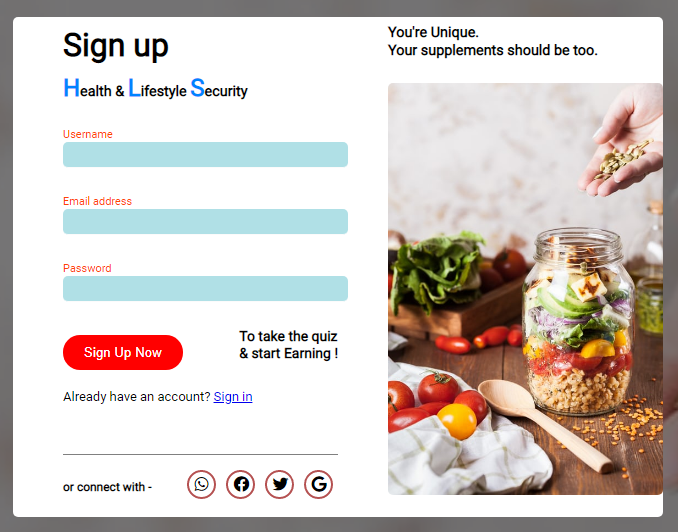 Sign up
Health & Lifestyle Security
Username
Email address
Password
Sign Up Now
To take the quiz
& start Earning !
Already have an account? Sign in
or connect with -
You're Unique.
Your supplements should be too.